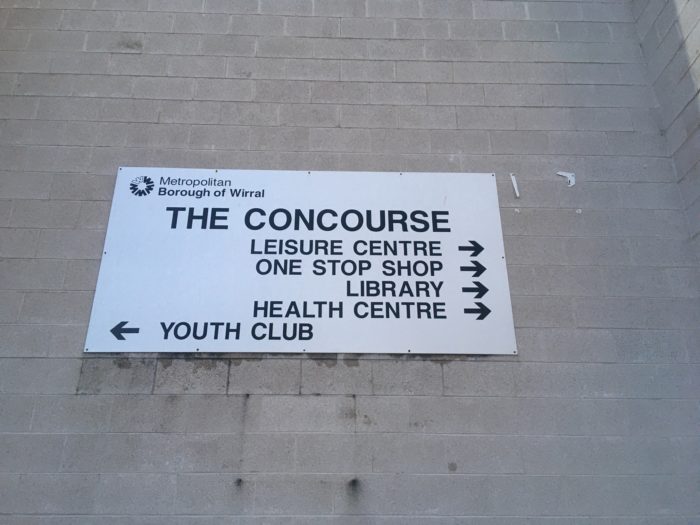 Metropolitan
Borough of Wirral
THE CONCOURSE
LEISURE CENTRE →
ONE STOP SHOP →
LIBRARY →
HEALTH CENTRE →
← YOUTH CLUB